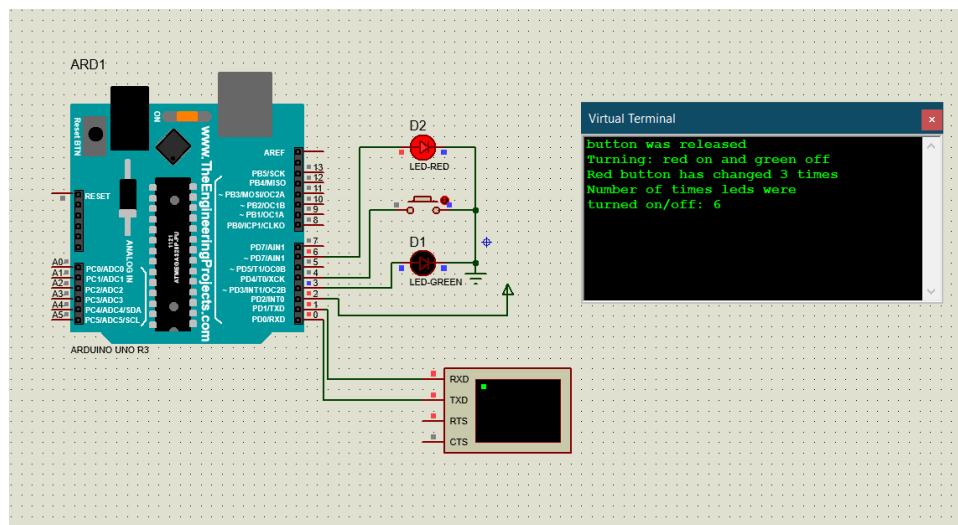 ARD1
Reset BTN
ON
www.TheEngineeringProjects.com
RESET
ANALOG IN
A0
A1
A2
A3
A4
A5
PC0/ADC0
PC1/ADC1
PC2/ADC2
PC3/ADC3
PC4/ADC4/SDA
PC5/ADC5/SCL
ARDUINO UNO R3
AREF
PB5/SCK
PB4/MISO
~ PB3/MOSI/OC2A
~ PB2/OC1B
~ PB1/OC1A
PB0/ICP1/CLKO
PD7/AIN1
~ PD7/AIN1
~ PD5/T1/OC0B
PD4/T0/XCK
~ PD3/INT1/OC2B
PD2/INT0
PD1/TXD
PD0/RXD
13
12
11
10
9
8
7
6
5
4
3
2
1
0
D2
LED-RED
D1
LED-GREEN
RXD
TXD
RTS
CTS
Virtual Terminal
button was released
Turning: red on and green off
Red button has changed 3 times
Number of times leds were
turned on/off: 6